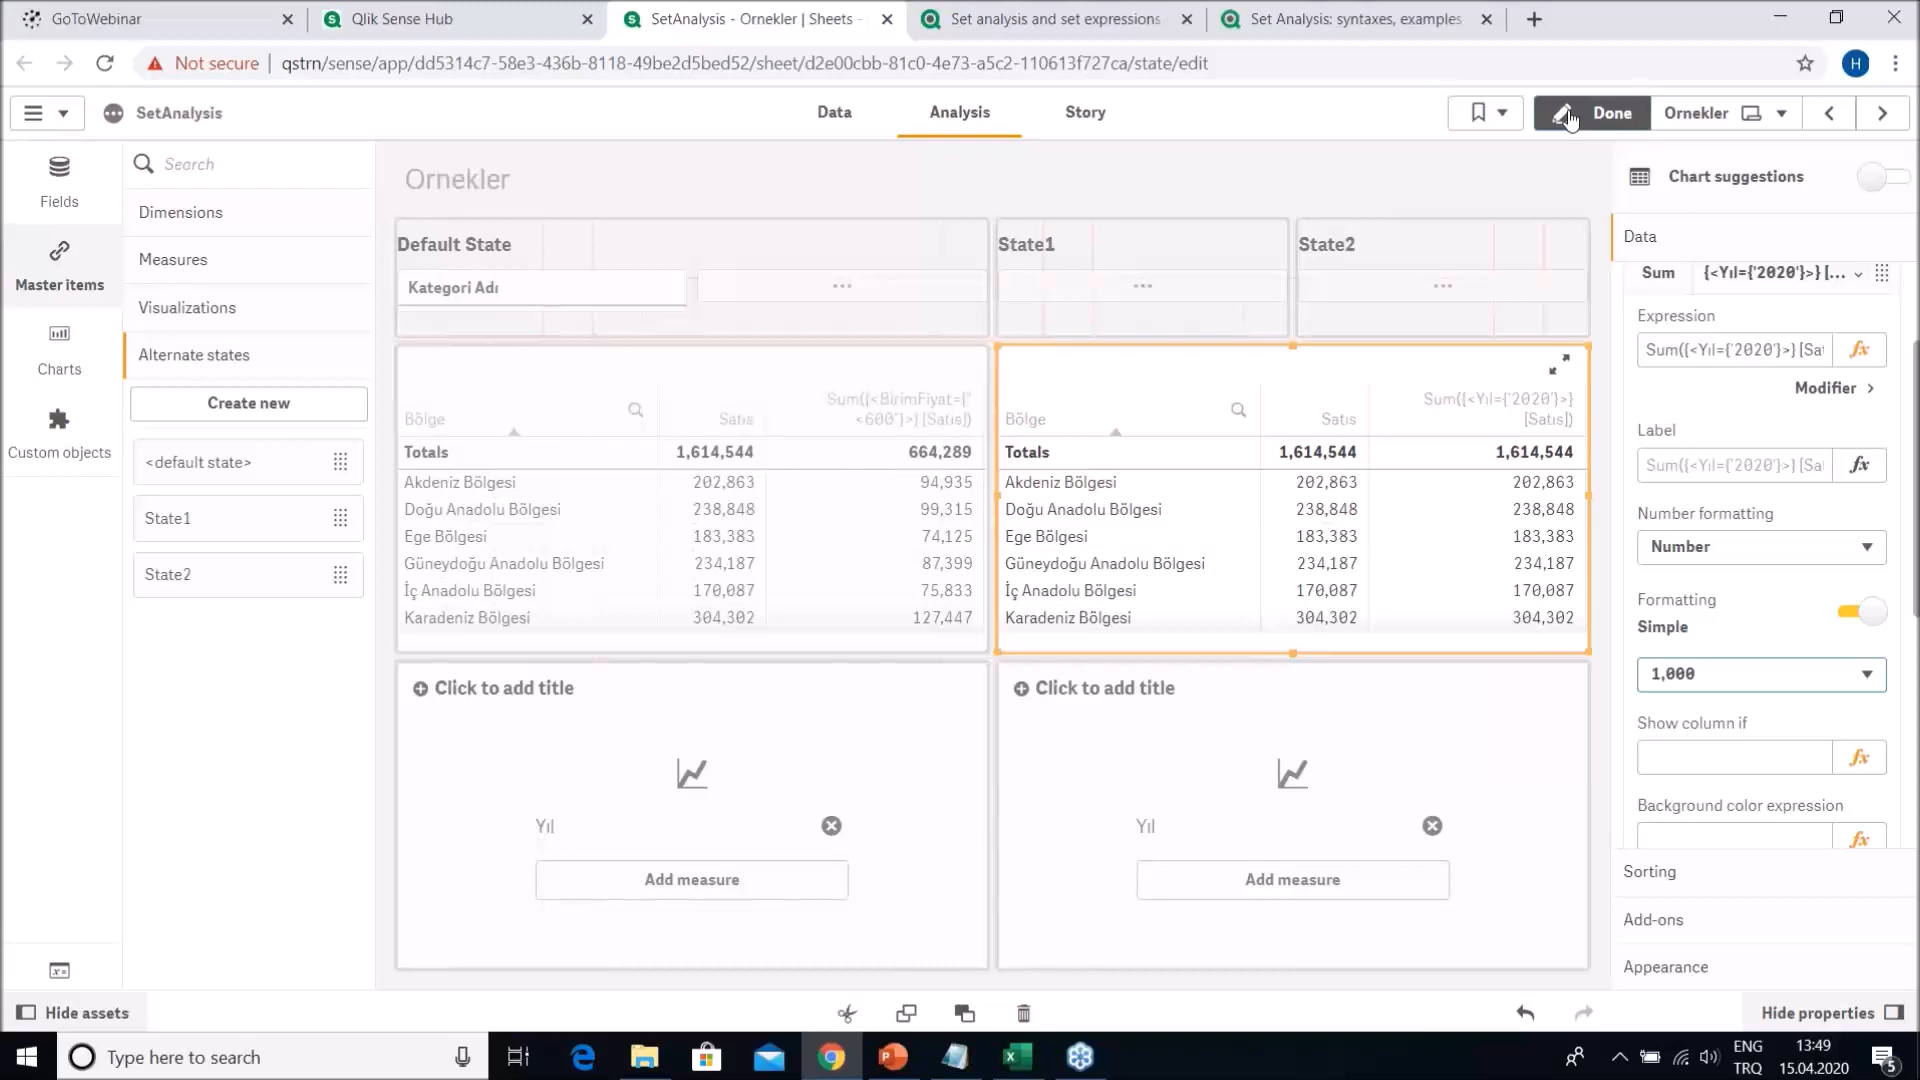 GoToWebinar
Qlik Sense Hub
SetAnalysis - Ornekler | Sheets -
Set analysis and set expressions
Set Analysis: syntaxes, examples
Not secure
qstrn/sense/app/dd5314c7-58e3-436b-8118-49be2d5bed52/sheet/d2e00cbb-81c0-4e73-a5c2-110613f727ca/state/edit
H
SetAnalysis
Data
Analysis
Story
Done
Ornekler
Fields
Master items
Charts
Custom objects
Search
Dimensions
Measures
Visualizations
Alternate states
Create new
<default state>
State1
State2
Ornekler
Default State
Kategori Adı
State1
State2
Bölge
Satıs
Sum({<BirimFiyat={"
<600"}>} [Satıs])
Totals 1,614,544 664,289
Akdeniz Bölgesi 202,863 94,935
Doğu Anadolu Bölgesi 238,848 99,315
Ege Bölgesi 183,383 74,125
Güneydoğu Anadolu Bölgesi 234,187 87,399
İç Anadolu Bölgesi 170,087 75,833
Karadeniz Bölgesi 304,302 127,447
Bölge
Satıs
Sum({<Yıl={'2020'}>}
[Satıs])
Totals 1,614,544 1,614,544
Akdeniz Bölgesi 202,863 202,863
Doğu Anadolu Bölgesi 238,848 238,848
Ege Bölgesi 183,383 183,383
Güneydoğu Anadolu Bölgesi 234,187 234,187
İç Anadolu Bölgesi 170,087 170,087
Karadeniz Bölgesi 304,302 304,302
Click to add title
Yıl
Add measure
Click to add title
Yıl
Add measure
Chart suggestions
Data
Sum
{<Yıl={'2020'}>} [...
Expression
Sum({<Yıl={'2020'}>} [Sat
fx
Modifier
Label
Sum({<Yıl={'2020'}>} [Sat
fx
Number formatting
Number
Formatting
Simple
1,000
Show column if
fx
Background color expression
fx
Sorting
Add-ons
Appearance
Hide assets
Hide properties
Type here to search
ENG
TRQ
13:49
15.04.2020
5